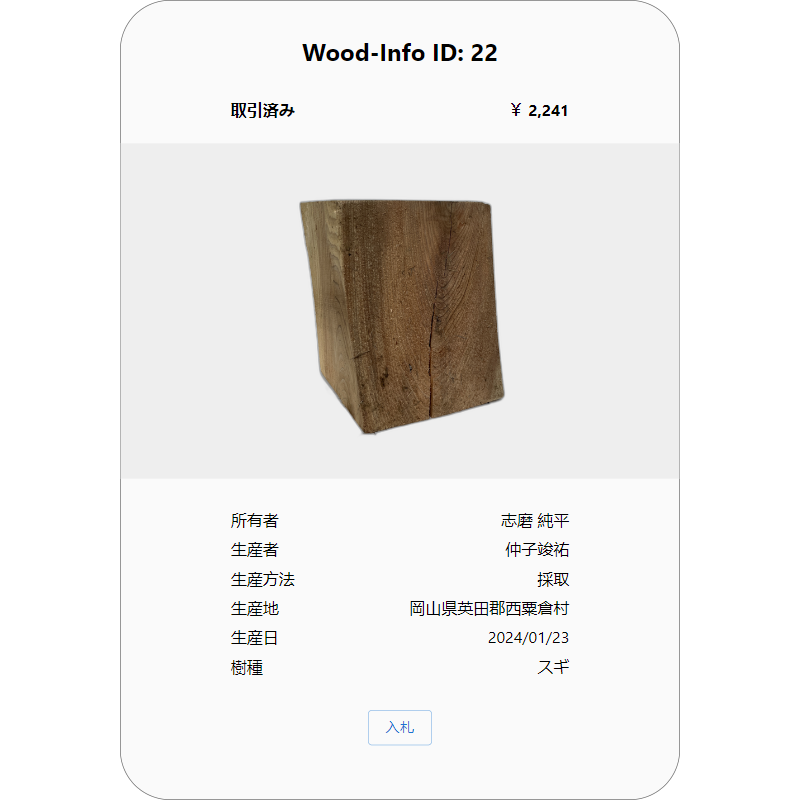 Wood-Info ID: 22
取引済み ￥ 2,241
所有者 志磨 純平
生産者 仲子竣祐
生産方法 採取
生産地 岡山県英田郡西粟倉村
生産日 2024/01/23
樹種 スギ
入札